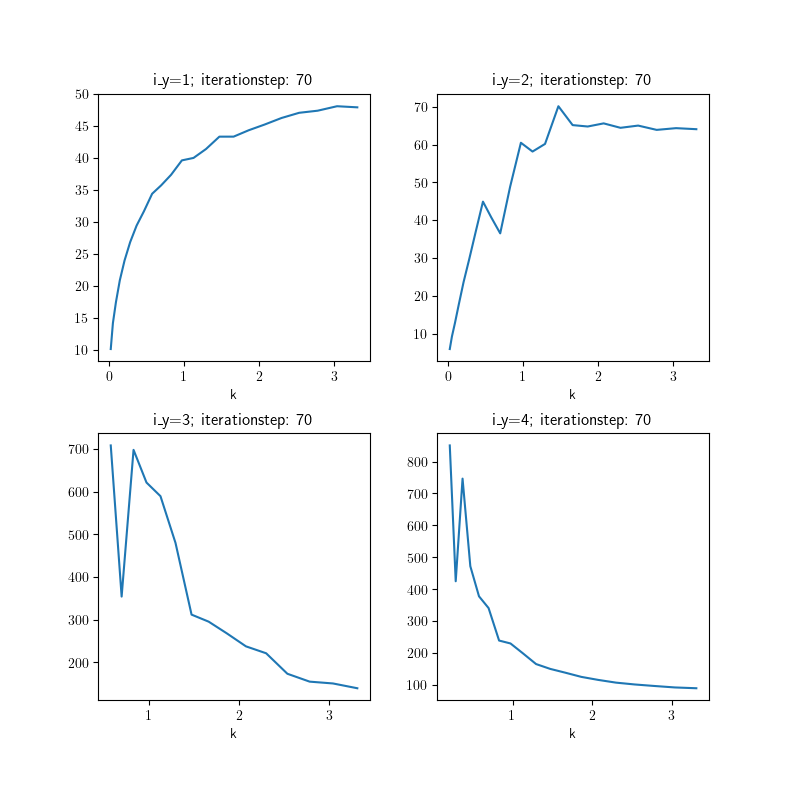 i_y=1; iterationstep: 70
50
45
40
35
30
25
20
15
10
0 1 2 3
k
i_y=2; iterationstep: 70
70
60
50
40
30
20
10
0 1 2 3
k
i_y=3; iterationstep: 70
700
600
500
400
300
200
1 2 3
k
i_y=4; iterationstep: 70
800
700
600
500
400
300
200
100
1 2 3
k